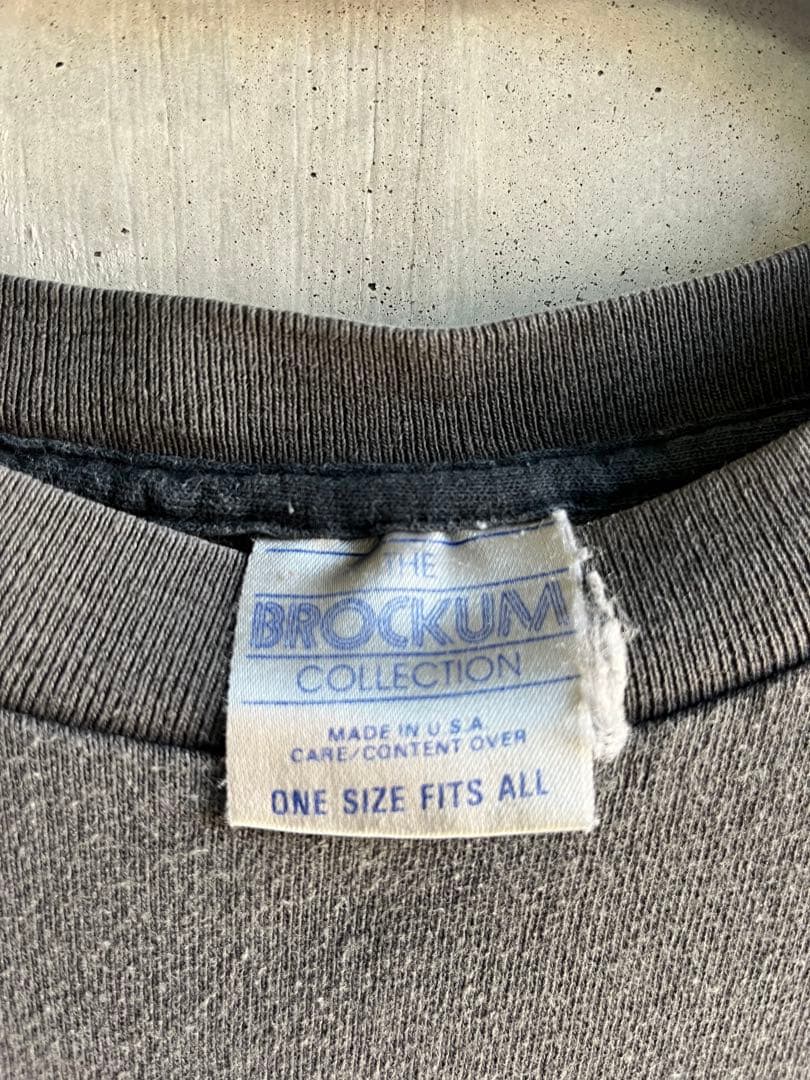 THE
BROCKUM
COLLECTION
MADE IN U.S.A.
CARE/CONTENT OVER
ONE SIZE FITS ALL